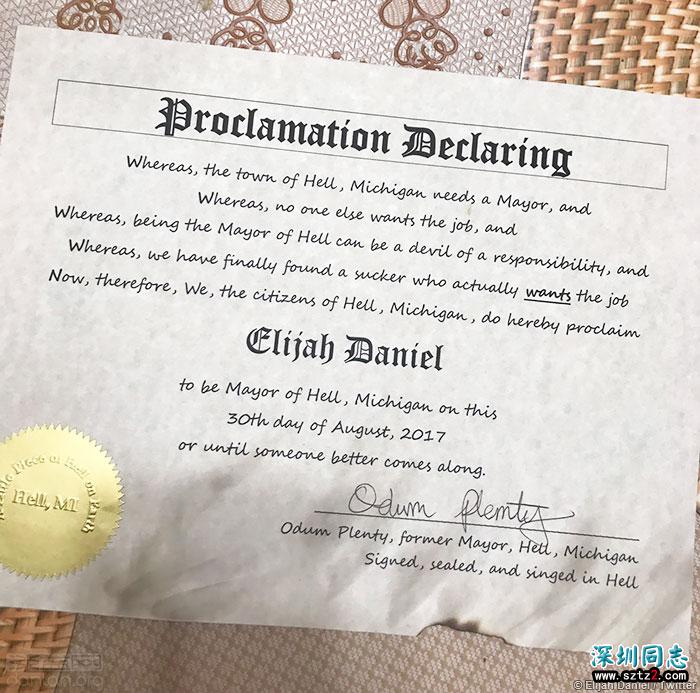 Proclamation Declaring
Whereas, the town of Hell, Michigan needs a Mayor, and
Whereas, no one else wants the job, and
Whereas, being the Mayor of Hell can be a devil of a responsibility, and
Whereas, we have finally found a sucker who actually wants the job
Now, therefore, We, the citizens of Hell, Michigan, do hereby proclaim
Elijah Daniel
to be Mayor of Hell, Michigan on this
30th day of August, 2017
or until someone better comes along.
Piece of Hell on Earth
Hell, MI
Odum Plenty
Odum Plenty, former Mayor, Hell, Michigan
Signed, sealed, and singed in Hell
深圳同志
www.sztz2.com
© ElijahDaniel / Twitter